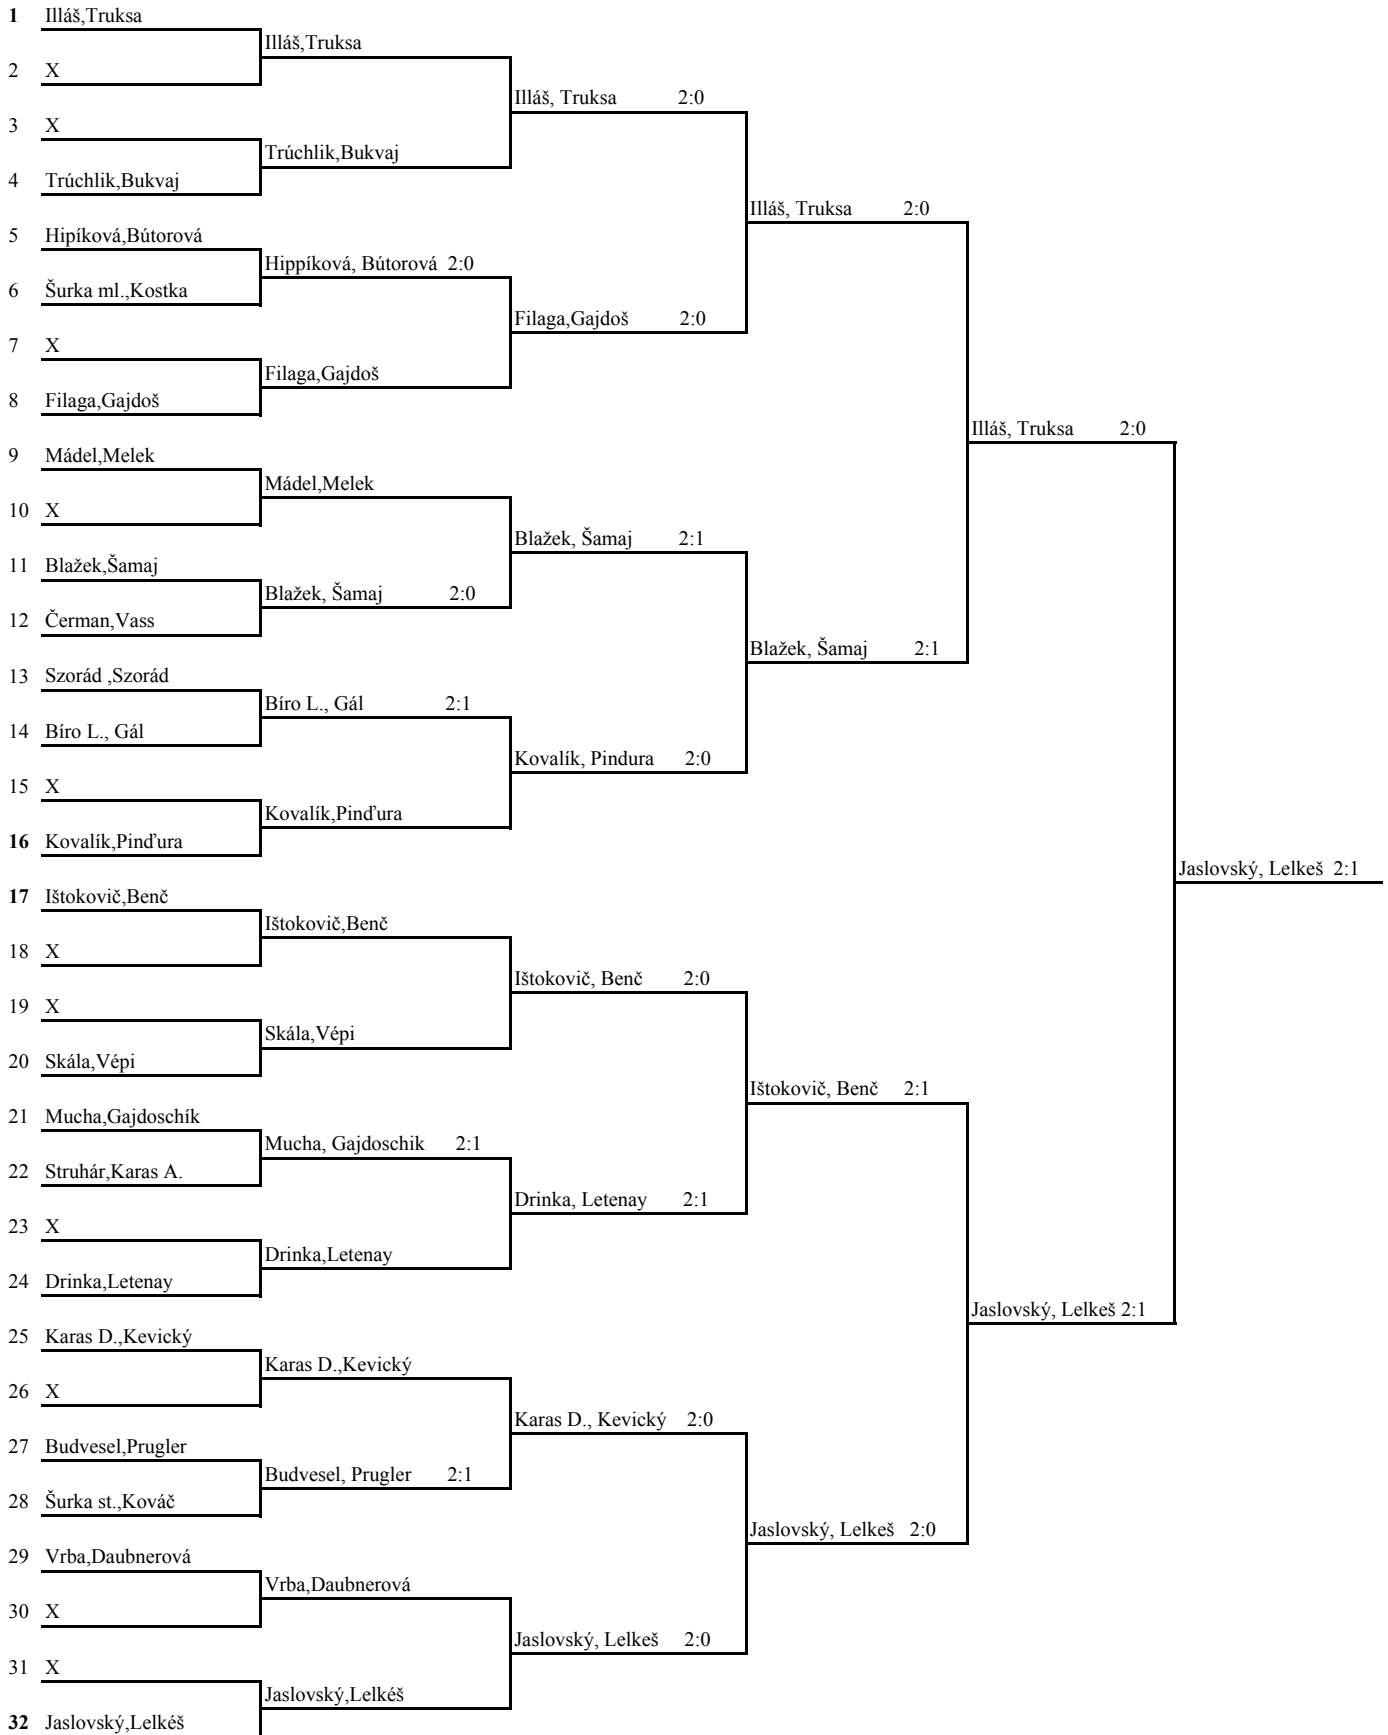 1 Illáš,Truksa
Illáš,Truksa
2 X
Illáš, Truksa 2:0
3 X
Trúchlik,Bukvaj
4 Trúchlik,Bukvaj
Illáš, Truksa 2:0
5 Hipíková,Bútorová
Hippíková, Bútorová 2:0
6 Šurka ml.,Kostka
Filaga,Gajdoš 2:0
7 X
Filaga,Gajdoš
8 Filaga,Gajdoš
Illáš, Truksa 2:0
9 Mádel,Melek
Mádel,Melek
10 X
Blažek, Šamaj 2:1
11 Blažek,Šamaj
Blažek, Šamaj 2:0
12 Čerman,Vass
Blažek, Šamaj 2:1
13 Szorád ,Szorád
Bíro L., Gál 2:1
14 Bíro L., Gál
Kovalík, Pindura 2:0
15 X
Kovalík,Pinďura
16 Kovalík,Pinďura
Jaslovský, Lelkeš 2:1
17 Ištokovič,Benč
Ištokovič,Benč
18 X
Ištokovič, Benč 2:0
19 X
Skála,Vépi
20 Skála,Vépi
Ištokovič, Benč 2:1
21 Mucha,Gajdoschík
Mucha, Gajdoschik 2:1
22 Struhár,Karas A.
Drinka, Letenay 2:1
23 X
Drinka,Letenay
24 Drinka,Letenay
Jaslovský, Lelkeš 2:1
25 Karas D.,Kevický
Karas D.,Kevický
26 X
Karas D., Kevický 2:0
27 Budvesel,Prugler
Budvesel, Prugler 2:1
28 Šurka st.,Kováč
Jaslovský, Lelkeš 2:0
29 Vrba,Daubnerová
Vrba,Daubnerová
30 X
Jaslovský, Lelkeš 2:0
31 X
Jaslovský,Lelkéš
32 Jaslovský,Lelkéš